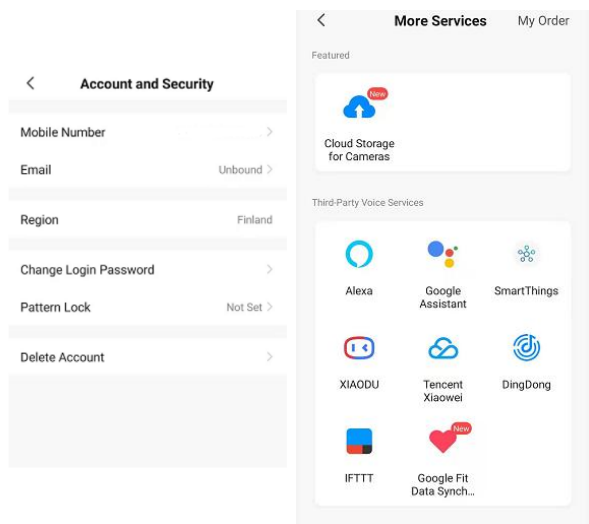 Account and Security
Mobile Number
Email Unbound
Region Finland
Change Login Password
Pattern Lock Not Set
Delete Account
More Services My Order
Featured
New
Cloud Storage
for Cameras
Third-Party Voice Services
Alexa Google SmartThings
Assistant
XIAODU Tencent DingDong
Xiaowei
New
IFTTT Google Fit
Data Synch...